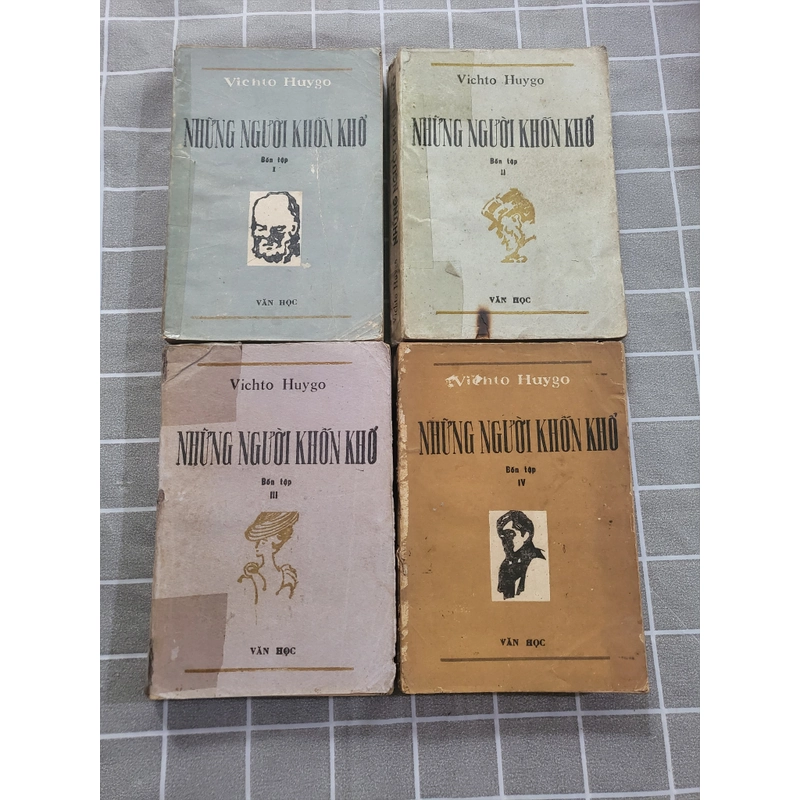 Vichto Huygo
NHỮNG NGƯỜI KHỐN KHỔ
Bốn tập
I
VĂN HỌC
Vichto Huygo
NHỮNG NGƯỜI KHỐN KHỔ
Bốn tập
II
VĂN HỌC
Vichto Huygo
NHỮNG NGƯỜI KHỐN KHỔ
Bốn tập
III
VĂN HỌC
Vichto Huygo
NHỮNG NGƯỜI KHỐN KHỔ
Bốn tập
IV
VĂN HỌC